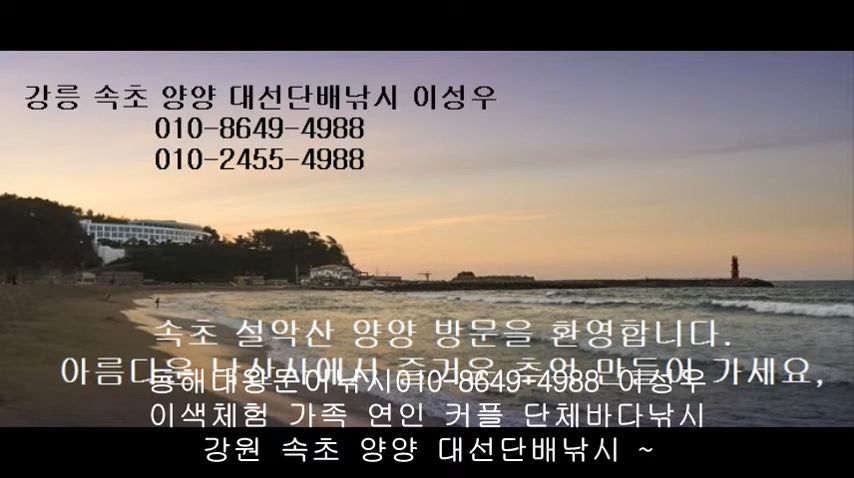 강릉 속초 양양 대선단배낚시 이성우
010-8649-4988
010-2455-4988
속초 설악산 양양 방문을 환영합니다.
아름다운 낙산사에서 즐거운 추억 만들어 가세요,
동해대왕문어낚시010-8649-4988 이성우
이색체험 가족 연인 커플 단체바다낚시
강원 속초 양양 대선단배낚시 ~